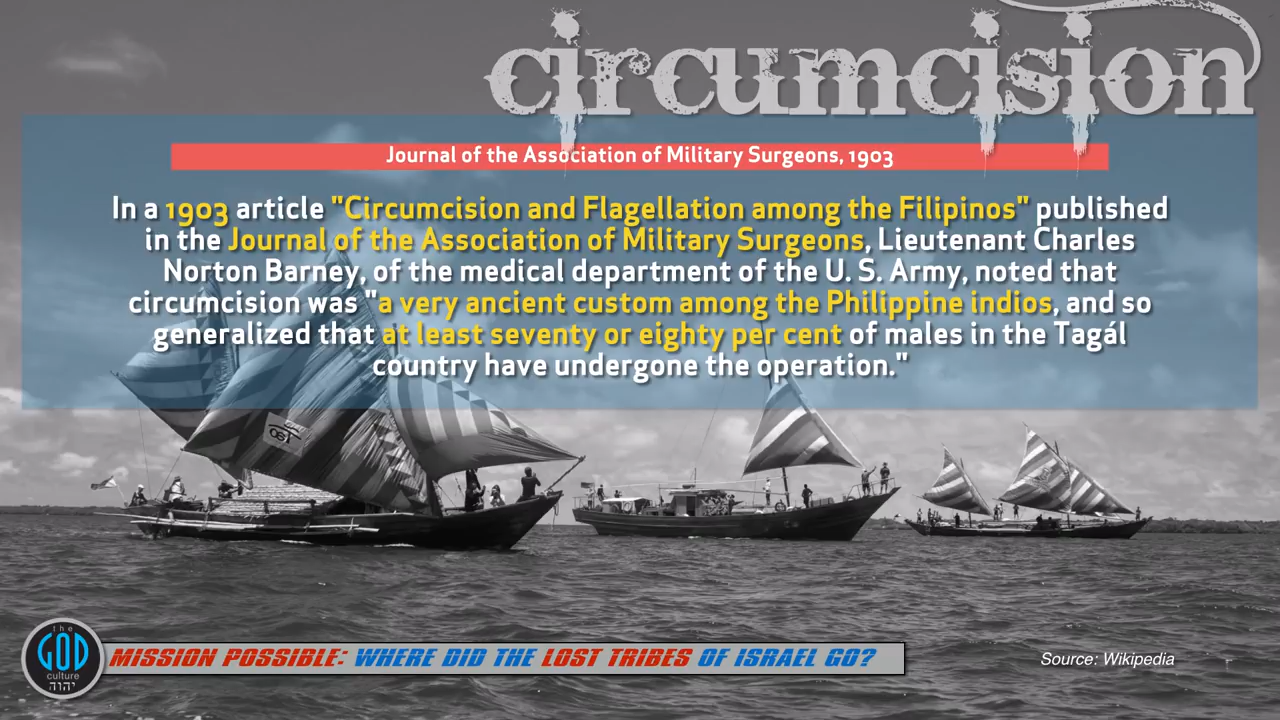 circumcision
Journal of the Association of Military Surgeons, 1903
In a 1903 article "Circumcision and Flagellation among the Filipinos" published
in the Journal of the Association of Military Surgeons, Lieutenant Charles
Norton Barney, of the medical department of the U. S. Army, noted that
circumcision was "a very ancient custom among the Philippine indios, and so
generalized that at least seventy or eighty per cent of males in the Tagál
country have undergone the operation."
the
GOD
culture
יהוה
MISSION POSSIBLE: WHERE DID THE LOST TRIBES OF ISRAEL GO?
Source: Wikipedia